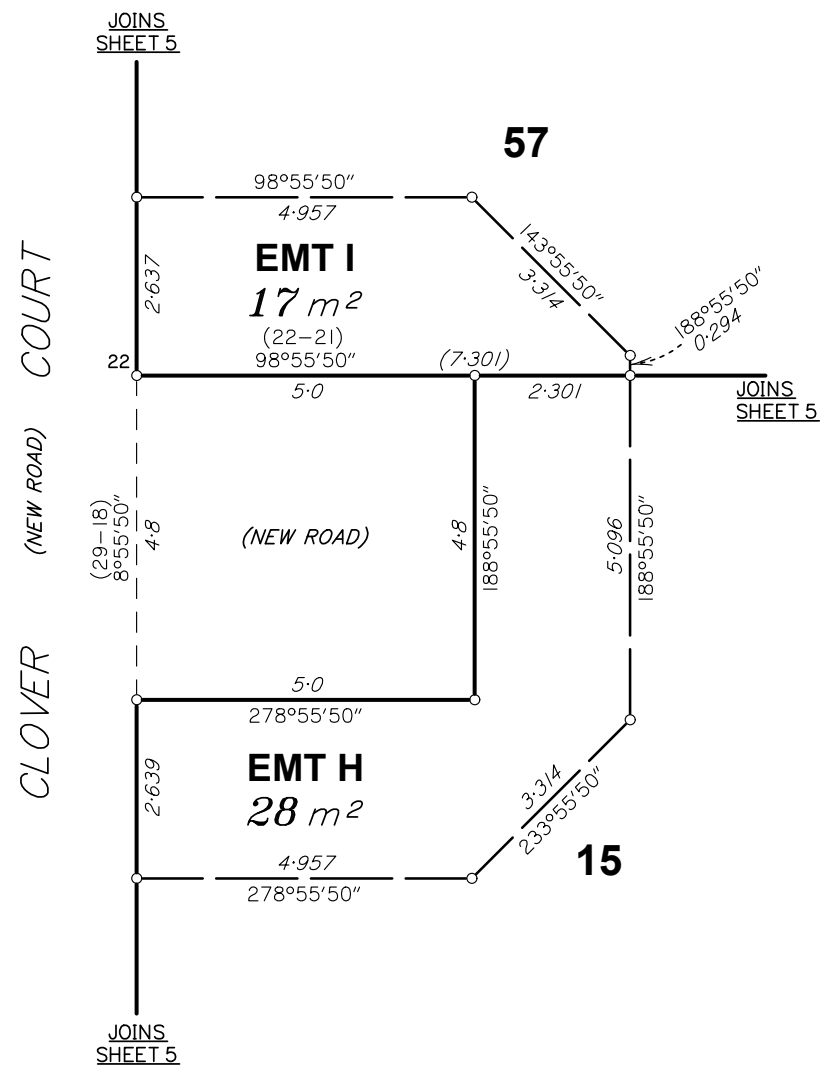 JOINS
SHEET 5
57
98°55'50"
4·957
143°55'50"
3·314
EMT I
17 m²
2·637
COURT
188°55'50"
0·294
(22-21)
22
98°55'50"
(7·301)
5·0
2·301
JOINS
SHEET 5
(NEW ROAD)
(29-18)
8°55'50"
4·8
(NEW ROAD)
4·8
188°55'50"
5·096
188°55'50"
CLOVER
5·0
278°55'50"
EMT H
28 m²
2·639
3·314
233°55'50"
15
4·957
278°55'50"
JOINS
SHEET 5